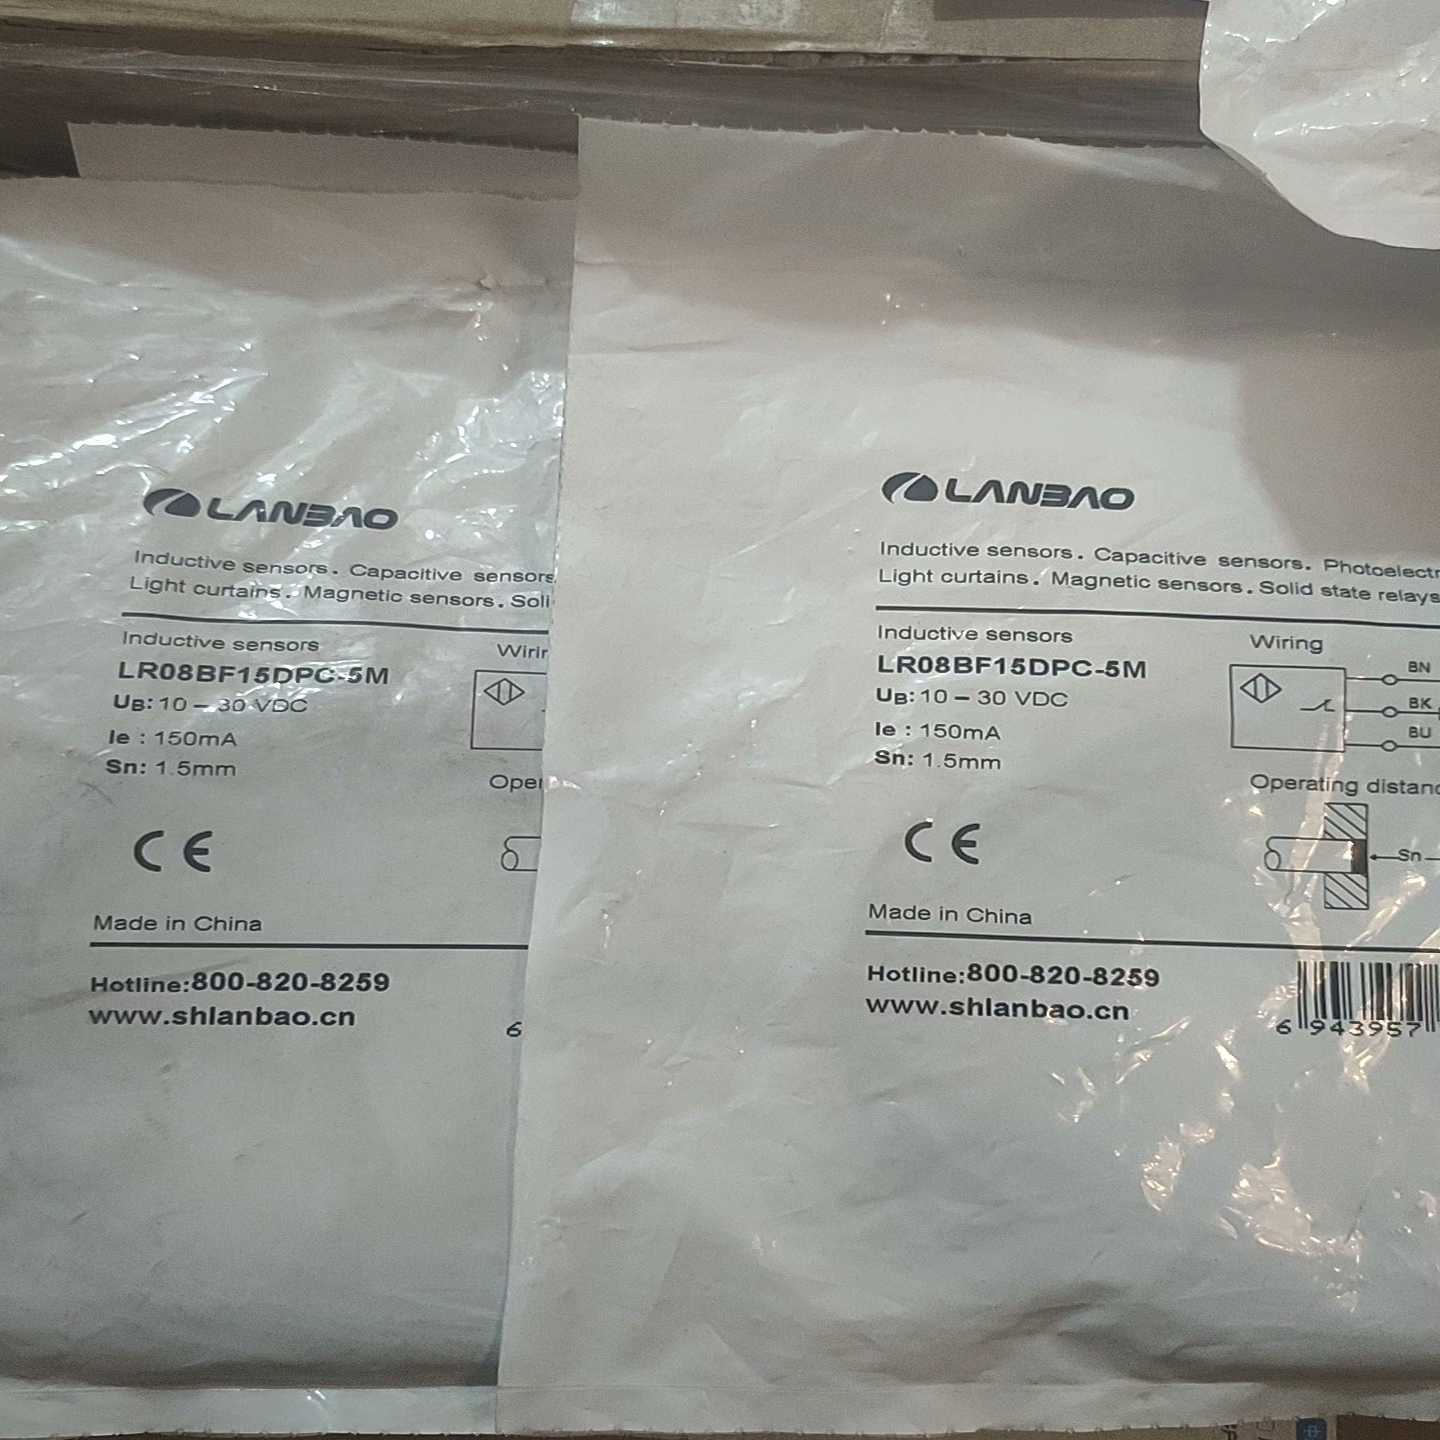 LANBAO
Inductive sensors. Capacitive sensors
Light curtains. Magnetic sensors. Soli
Inductive sensors
LR08BF15DPC-5M
UB: 10 – 30 VDC
Ie : 150mA
Sn: 1.5mm
Wirin
Oper
CE
Made in China
Hotline:800-820-8259
www.shlanbao.cn
6
LANBAO
Inductive sensors. Capacitive sensors. Photoelectr
Light curtains. Magnetic sensors. Solid state relays
Inductive sensors
LR08BF15DPC-5M
UB: 10 – 30 VDC
Ie : 150mA
Sn: 1.5mm
Wiring
BN
BK
BU
Operating distanc
Sn
CE
Made in China
Hotline:800-820-8259
www.shlanbao.cn
6 943957